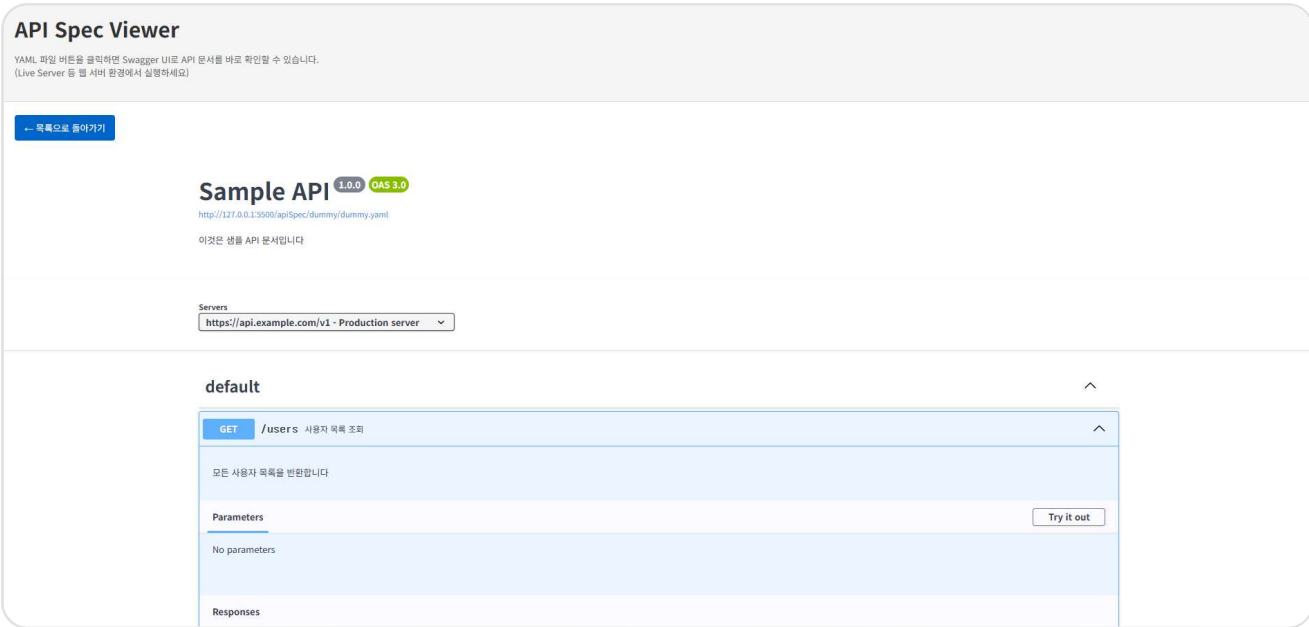 API Spec Viewer
YAML 파일 버튼을 클릭하면 Swagger UI로 API 문서를 바로 확인할 수 있습니다.
(Live Server 등 웹 서버 환경에서 실행하세요)
← 목록으로 돌아가기
Sample API 1.0.0 OAS 3.0
http://127.0.0.1:5500/apiSpec/dummy/dummy.yaml
이것은 샘플 API 문서입니다
Servers
https://api.example.com/v1 - Production server
default
GET /users 사용자 목록 조회
모든 사용자 목록을 반환합니다
Parameters Try it out
No parameters
Responses